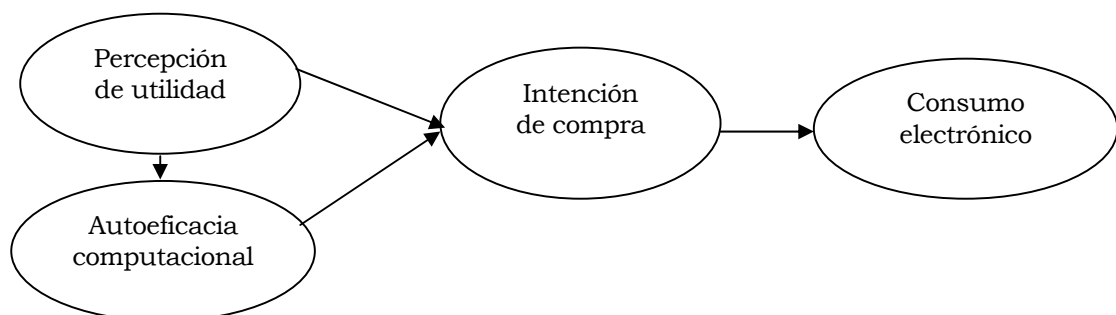 Percepción
de utilidad
Autoeficacia
computacional
Intención
de compra
Consumo
electrónico